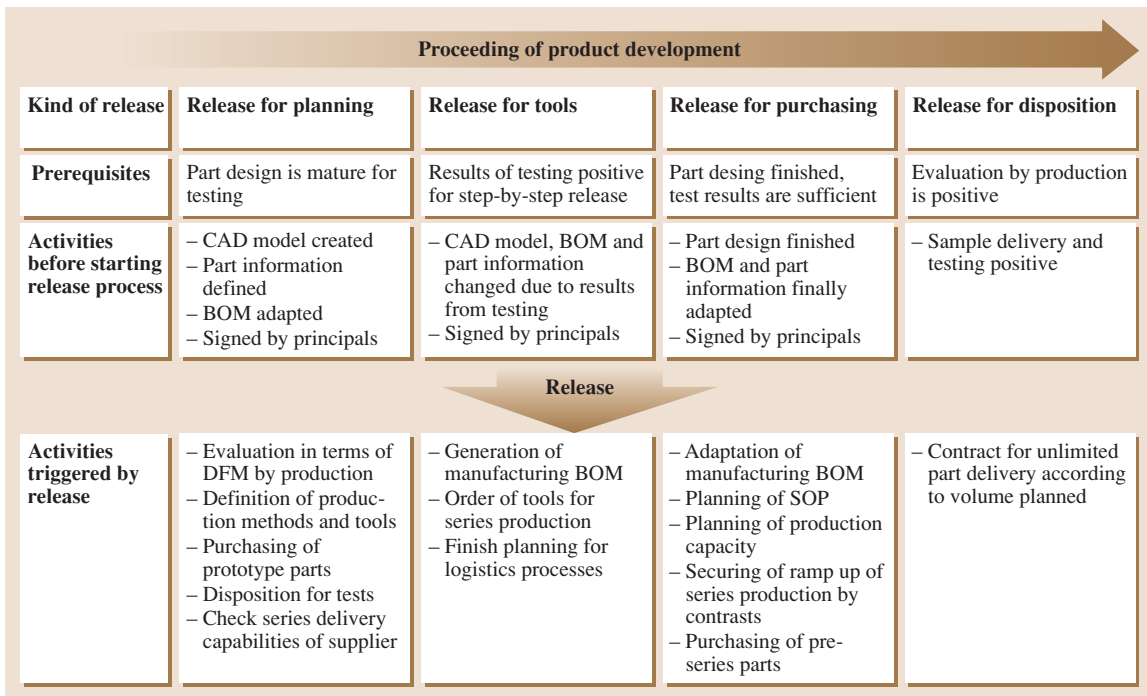 Proceeding of product development
Kind of release
Release for planning
Release for tools
Release for purchasing
Release for disposition
Prerequisites
Part design is mature for
testing
Results of testing positive
for step-by-step release
Part desing finished,
test results are sufficient
Evaluation by production
is positive
Activities
before starting
release process
– CAD model created
– Part information
defined
– BOM adapted
– Signed by principals
– CAD model, BOM and
part information
changed due to results
from testing
– Signed by principals
– Part design finished
– BOM and part
information finally
adapted
– Signed by principals
– Sample delivery and
testing positive
Release
Activities
triggered by
release
– Evaluation in terms of
DFM by production
– Definition of produc-
tion methods and tools
– Purchasing of
prototype parts
– Disposition for tests
– Check series delivery
capabilities of supplier
– Generation of
manufacturing BOM
– Order of tools for
series production
– Finish planning for
logistics processes
– Adaptation of
manufacturing BOM
– Planning of SOP
– Planning of production
capacity
– Securing of ramp up of
series production by
contrasts
– Purchasing of pre-
series parts
– Contract for unlimited
part delivery according
to volume planned